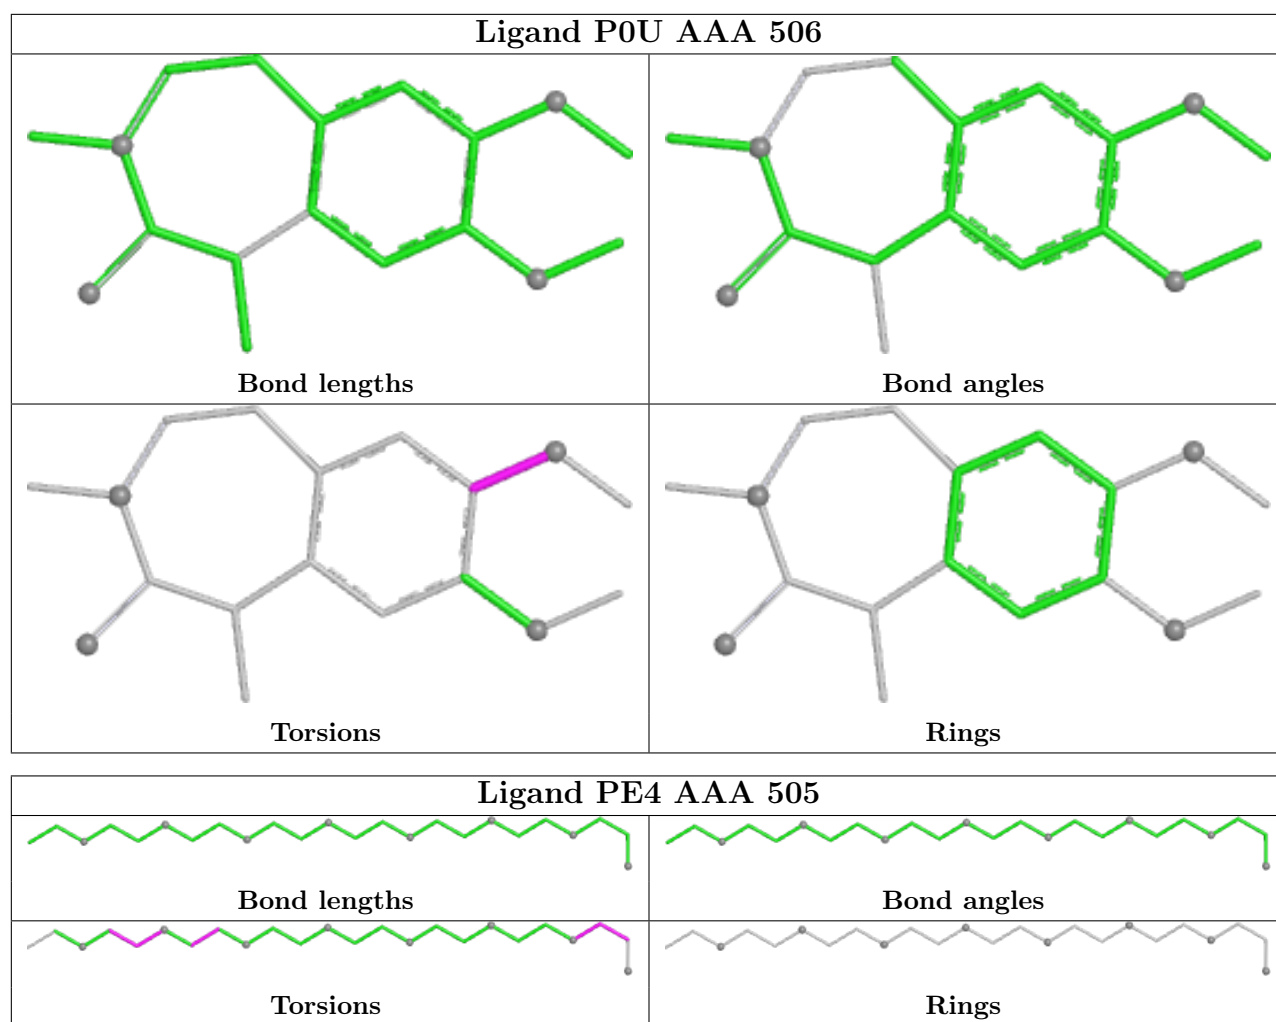 Ligand P0U AAA 506
Bond lengths
Bond angles
Torsions
Rings
Ligand PE4 AAA 505
Bond lengths
Bond angles
Torsions
Rings